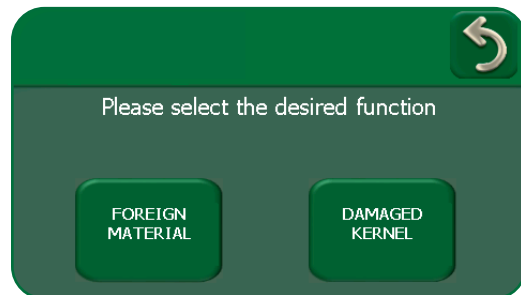 Please select the desired function
FOREIGN
MATERIAL
DAMAGED
KERNEL